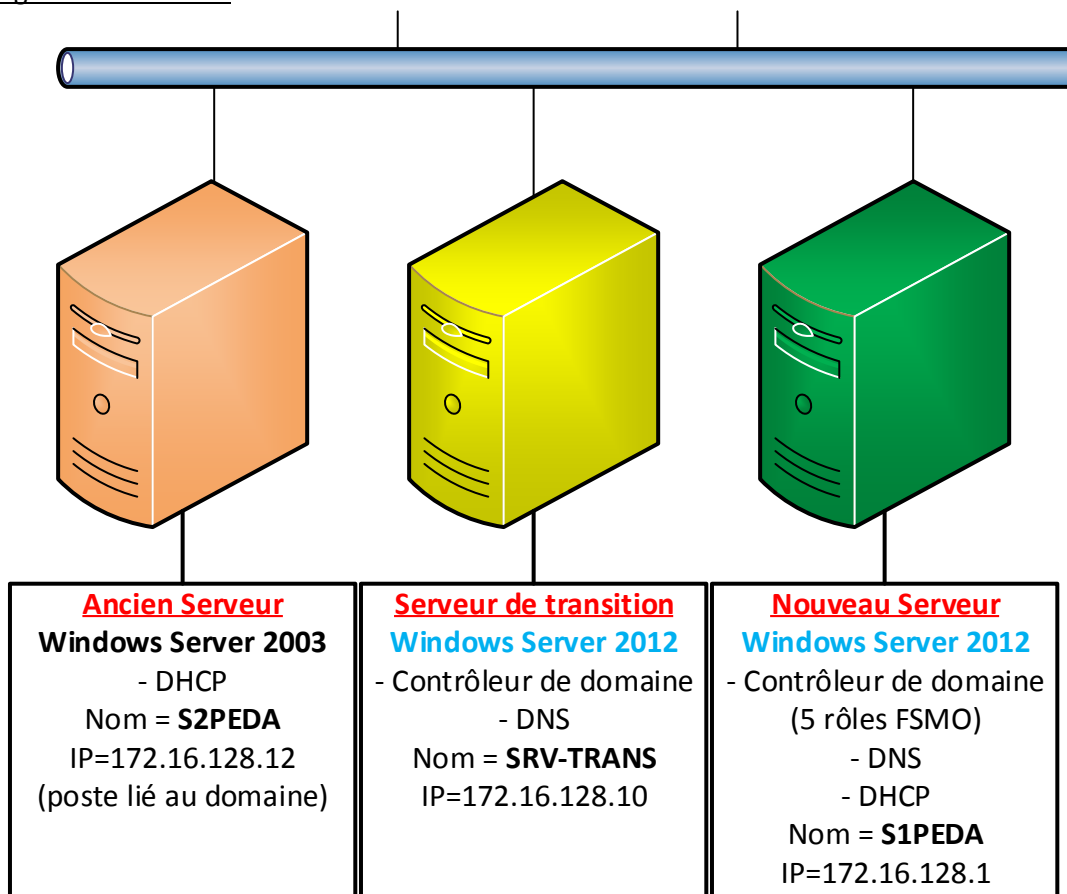 Ancien Serveur
Windows Server 2003
- DHCP
Nom = S2PEDA
IP=172.16.128.12
(poste lié au domaine)
Serveur de transition
Windows Server 2012
- Contrôleur de domaine
- DNS
Nom = SRV-TRANS
IP=172.16.128.10
Nouveau Serveur
Windows Server 2012
- Contrôleur de domaine
(5 rôles FSMO)
- DNS
- DHCP
Nom = S1PEDA
IP=172.16.128.1